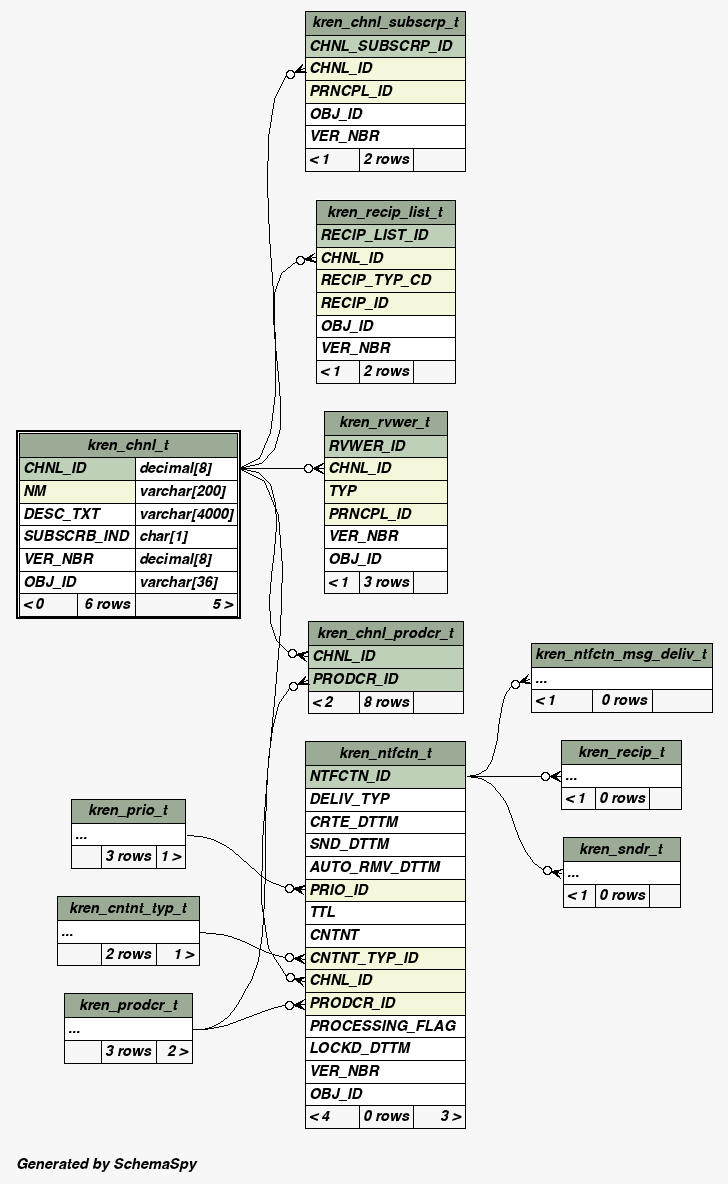 kren_chnl_subscrp_t
CHNL_SUBSCRP_ID
CHNL_ID
PRNCPL_ID
OBJ_ID
VER_NBR
< 1 2 rows
kren_recip_list_t
RECIP_LIST_ID
CHNL_ID
RECIP_TYP_CD
RECIP_ID
OBJ_ID
VER_NBR
< 1 2 rows
kren_rvwer_t
RVWER_ID
CHNL_ID
TYP
PRNCPL_ID
VER_NBR
OBJ_ID
< 1 3 rows
kren_chnl_t
CHNL_ID decimal[8]
NM varchar[200]
DESC_TXT varchar[4000]
SUBSCRB_IND char[1]
VER_NBR decimal[8]
OBJ_ID varchar[36]
< 0 6 rows 5 >
kren_chnl_prodcr_t
CHNL_ID
PRODCR_ID
< 2 8 rows
kren_ntfctn_msg_deliv_t
...
< 1 0 rows
kren_recip_t
...
< 1 0 rows
kren_sndr_t
...
< 1 0 rows
kren_ntfctn_t
NTFCTN_ID
DELIV_TYP
CRTE_DTTM
SND_DTTM
AUTO_RMV_DTTM
PRIO_ID
TTL
CNTNT
CNTNT_TYP_ID
CHNL_ID
PRODCR_ID
PROCESSING_FLAG
LOCKD_DTTM
VER_NBR
OBJ_ID
< 4 0 rows 3 >
kren_prio_t
...
3 rows 1 >
kren_cntnt_typ_t
...
2 rows 1 >
kren_prodcr_t
...
3 rows 2 >
Generated by SchemaSpy